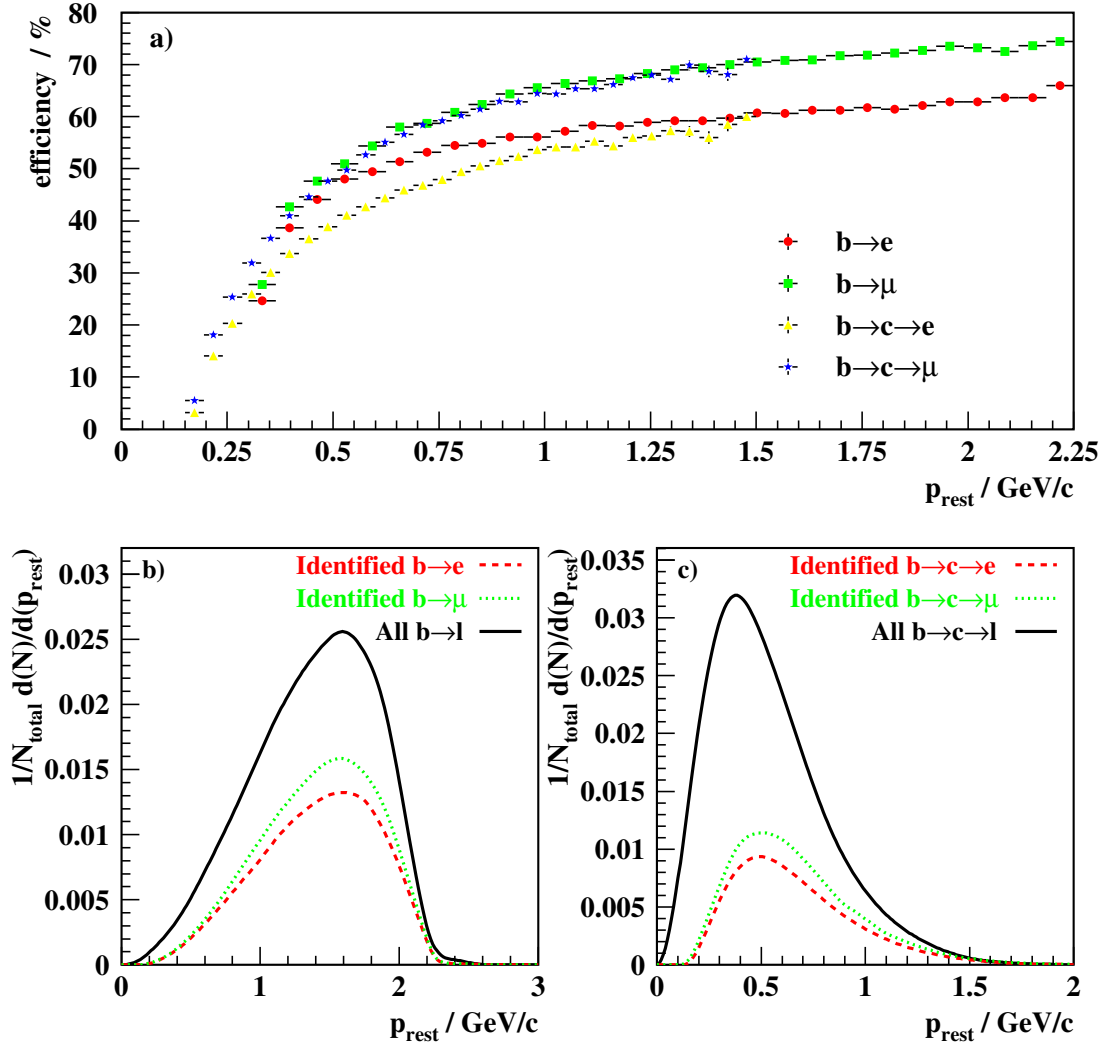 a)
efficiency / %
80
70
60
50
40
30
20
10
0
b→e
b→μ
b→c→e
b→c→μ
0 0.25 0.5 0.75 1 1.25 1.5 1.75 2 2.25
p_rest / GeV/c
b)
1/N_total d(N)/d(p_rest)
Identified b→e
Identified b→μ
All b→l
0.03
0.025
0.02
0.015
0.01
0.005
0
0 1 2 3
p_rest / GeV/c
c)
1/N_total d(N)/d(p_rest)
Identified b→c→e
Identified b→c→μ
All b→c→l
0.035
0.03
0.025
0.02
0.015
0.01
0.005
0
0 0.5 1 1.5 2
p_rest / GeV/c